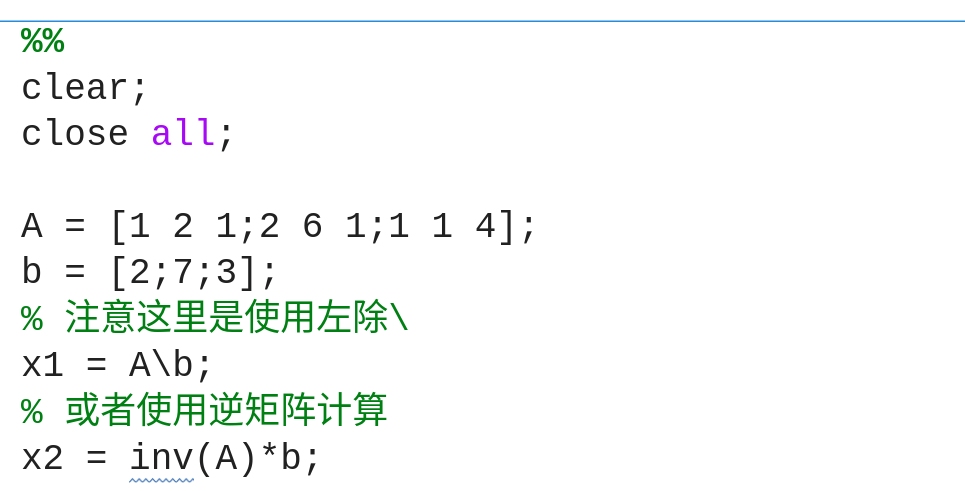 %%
clear;
close all;
A = [1 2 1;2 6 1;1 1 4];
b = [2;7;3];
% 注意这里是使用左除\
x1 = A\b;
% 或者使用逆矩阵计算
x2 = inv(A)*b;